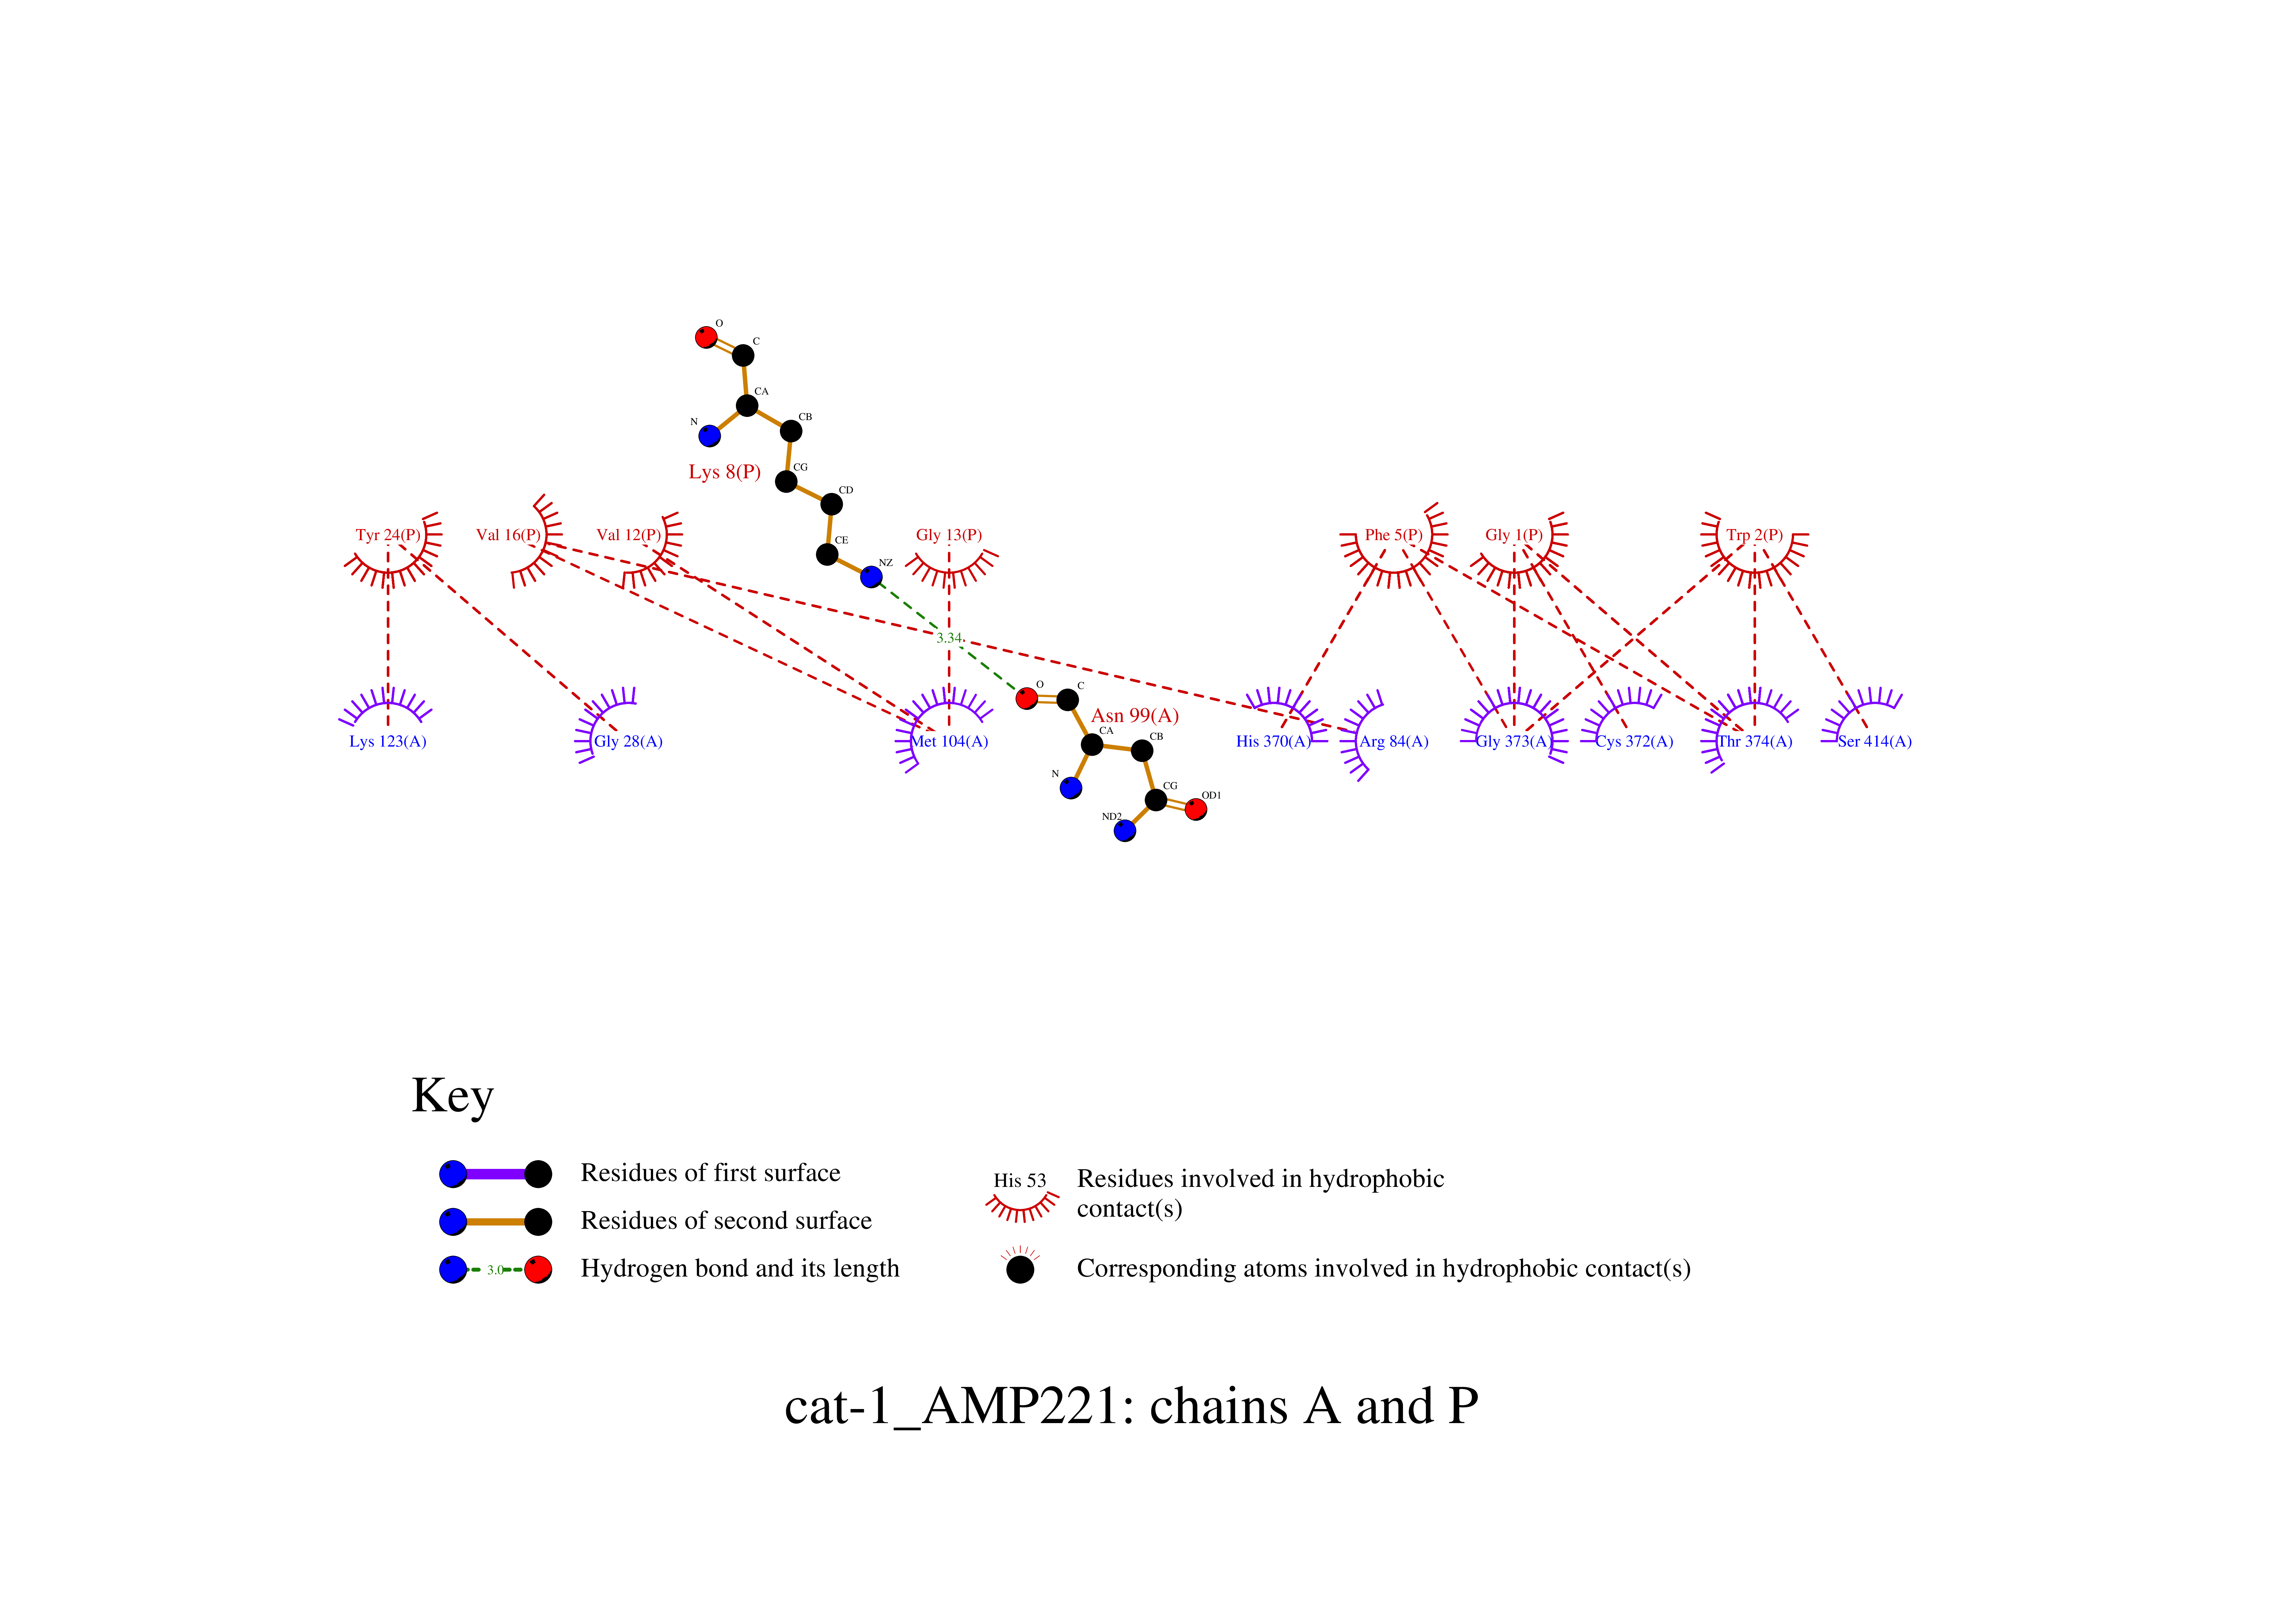 O
C
CA
CB
N
Lys 8(P)
CG
CD
CE
NZ
Tyr 24(P) Val 16(P) Val 12(P) Gly 13(P) Phe 5(P) Gly 1(P) Trp 2(P)
3.34
O
C
Asn 99(A)
CA
CB
Lys 123(A) Gly 28(A) Met 104(A) His 370(A) Arg 84(A) Gly 373(A) Cys 372(A) Thr 374(A) Ser 414(A)
N
CG
OD1
ND2
Key
Residues of first surface
Residues of second surface
3.0 Hydrogen bond and its length
His 53 Residues involved in hydrophobic
contact(s)
Corresponding atoms involved in hydrophobic contact(s)
cat-1_AMP221: chains A and P